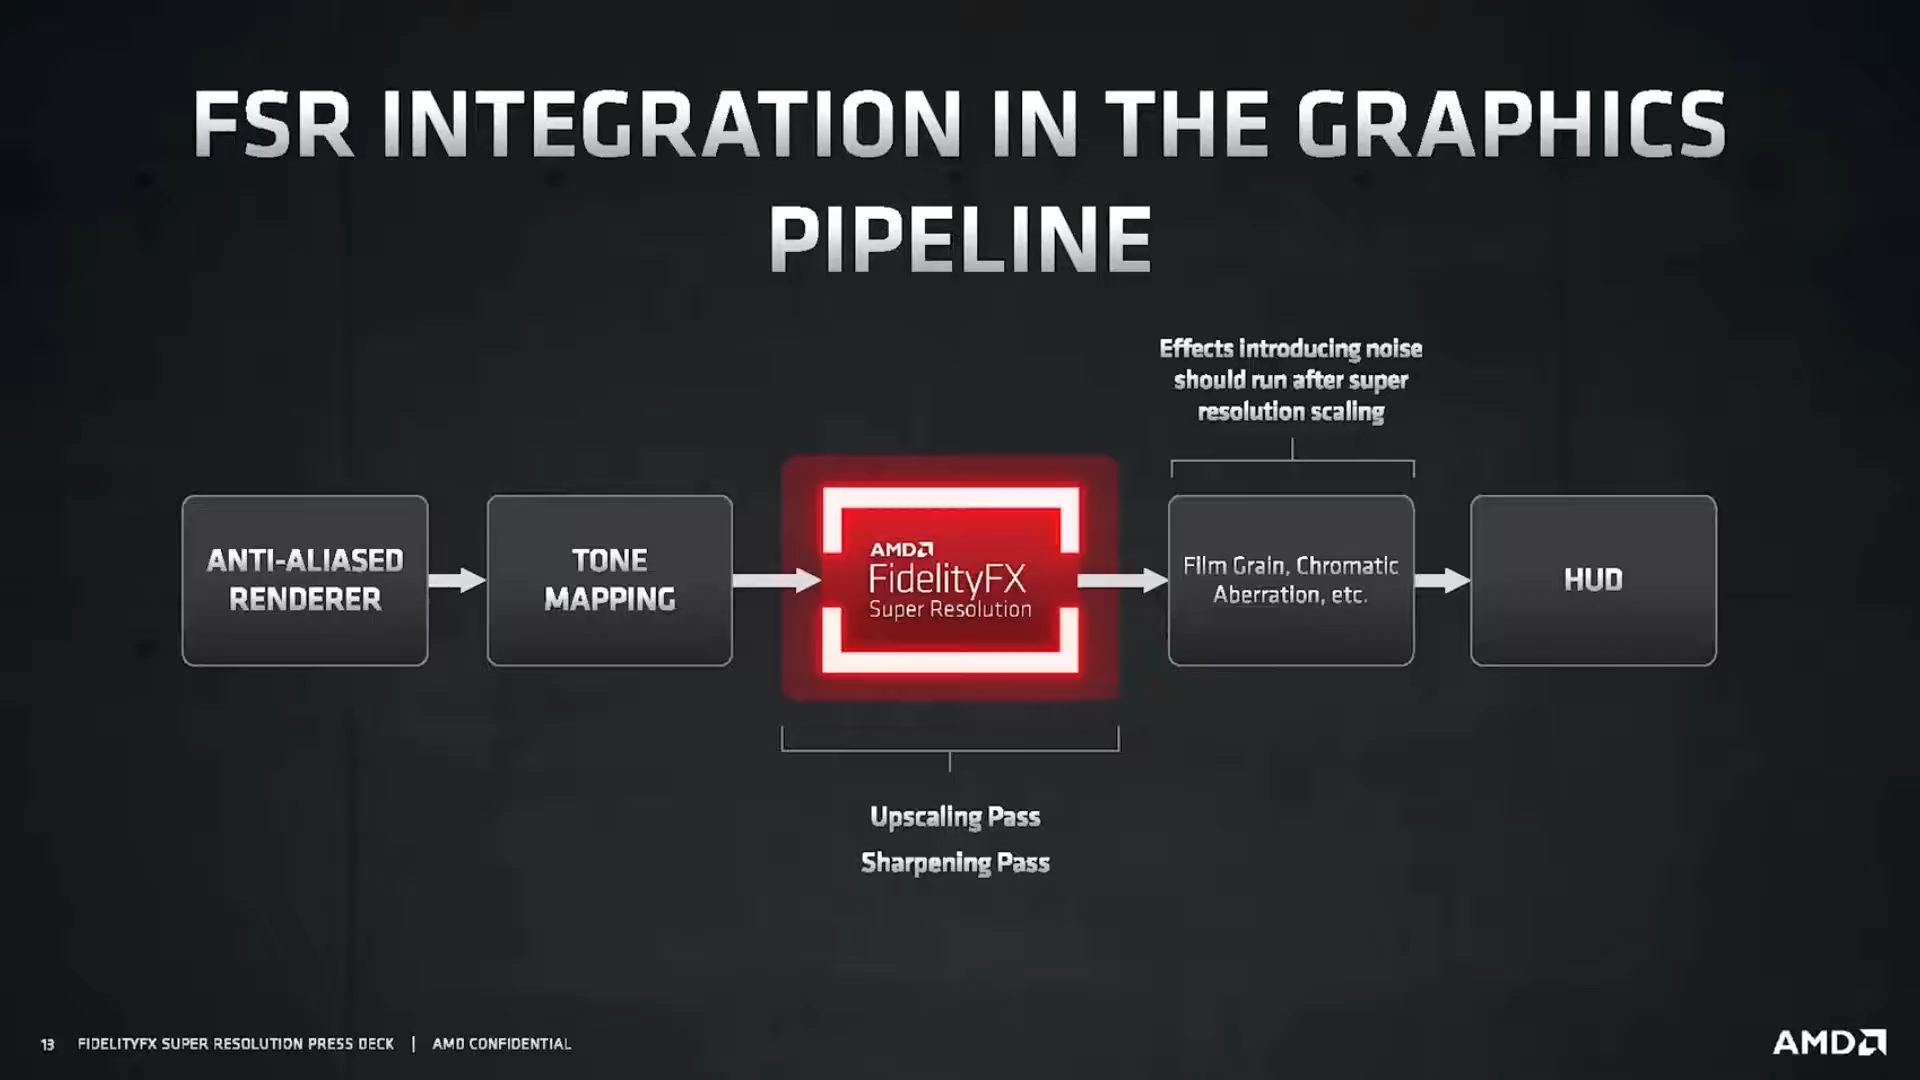 FSR INTEGRATION IN THE GRAPHICS
PIPELINE
Effects introducing noise
should run after super
resolution scaling
ANTI-ALIASED
RENDERER
TONE
MAPPING
AMD
FidelityFX
Super Resolution
Film Grain, Chromatic
Aberration, etc.
HUD
Upscaling Pass
Sharpening Pass
13 FIDELITYFX SUPER RESOLUTION PRESS DECK | AMD CONFIDENTIAL
AMD